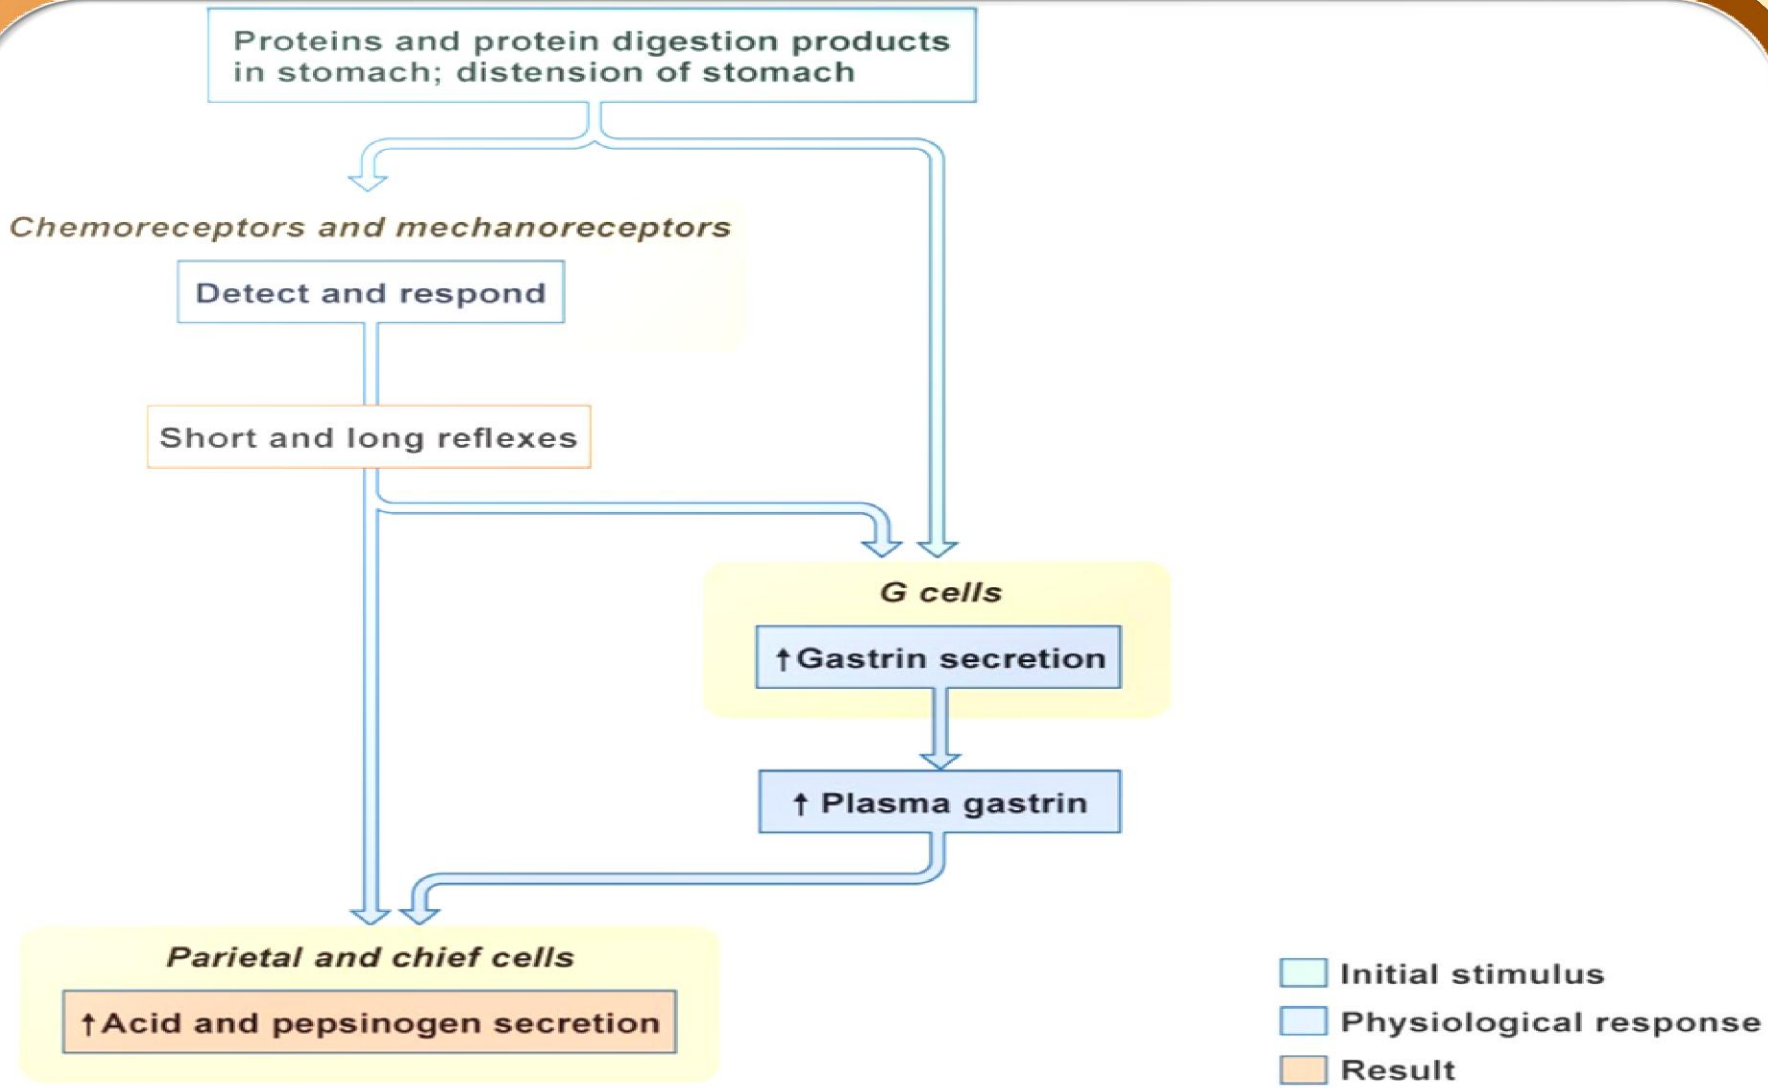 Proteins and protein digestion products
in stomach; distension of stomach
Chemoreceptors and mechanoreceptors
Detect and respond
Short and long reflexes
G cells
↑Gastrin secretion
↑ Plasma gastrin
Parietal and chief cells
↑Acid and pepsinogen secretion
Initial stimulus
Physiological response
Result